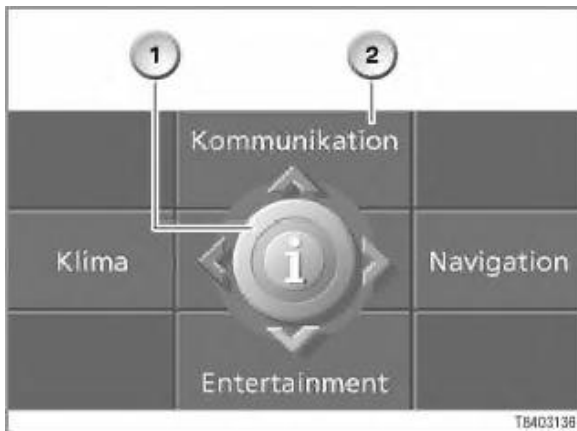 1
2
Kommunikation
Klima
i
Navigation
Entertainment
T8403136